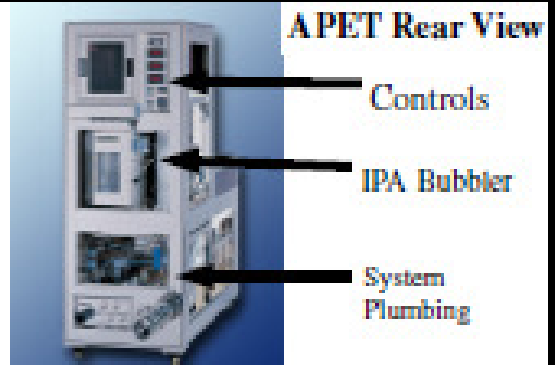 APET Rear View
Controls
IPA Bubbler
System
Plumbing